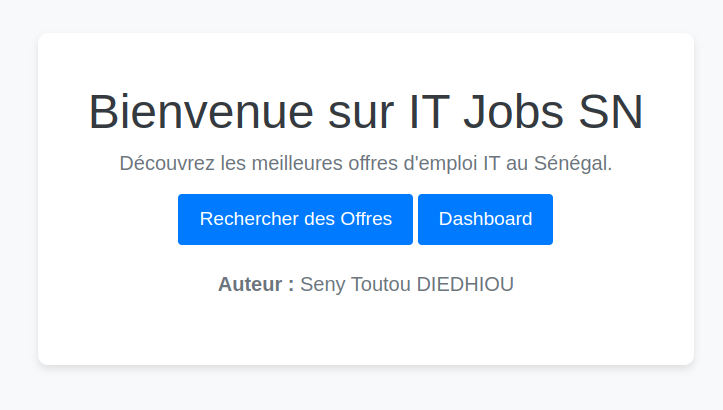 Bienvenue sur IT Jobs SN
Découvrez les meilleures offres d'emploi IT au Sénégal.
Rechercher des Offres Dashboard
Auteur : Seny Toutou DIEDHIOU